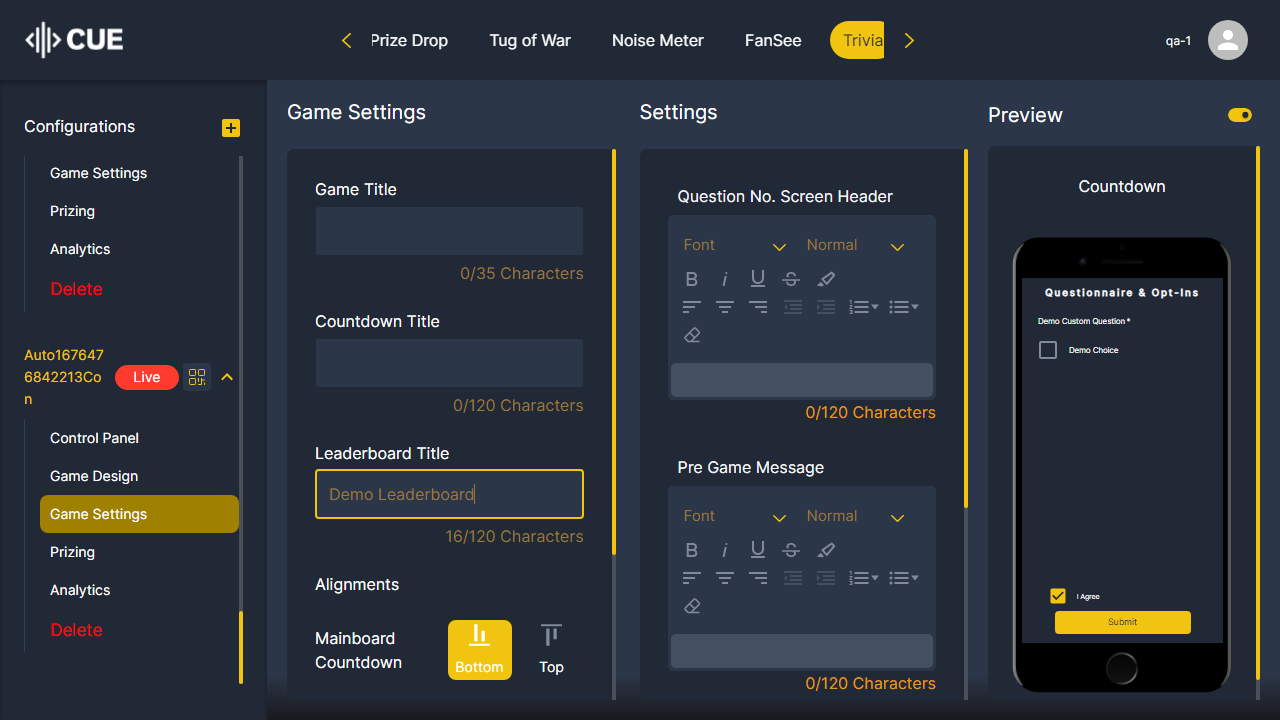 CUE
Prize Drop
Tug of War
Noise Meter
FanSee
Trivia
qa-1
Configurations
Game Settings
Prizing
Analytics
Delete
Auto167647
6842213Co
n
Live
Control Panel
Game Design
Game Settings
Prizing
Analytics
Delete
Game Settings
Game Title
0/35 Characters
Countdown Title
0/120 Characters
Leaderboard Title
Demo Leaderboard
16/120 Characters
Alignments
Mainboard
Countdown
Bottom
Top
Settings
Question No. Screen Header
Font
Normal
0/120 Characters
Pre Game Message
Font
Normal
0/120 Characters
Preview
Countdown
Questionnaire & Opt-Ins
Demo Custom Question *
Demo Choice
I Agree
Submit